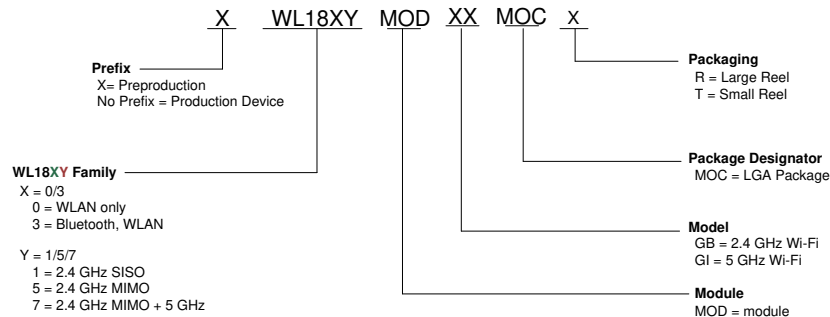 X WL18XY MOD XX MOC X
Prefix
X= Preproduction
No Prefix = Production Device
WL18XY Family
X = 0/3
0 = WLAN only
3 = Bluetooth, WLAN
Y = 1/5/7
1 = 2.4 GHz SISO
5 = 2.4 GHz MIMO
7 = 2.4 GHz MIMO + 5 GHz
Packaging
R = Large Reel
T = Small Reel
Package Designator
MOC = LGA Package
Model
GB = 2.4 GHz Wi-Fi
GI = 5 GHz Wi-Fi
Module
MOD = module